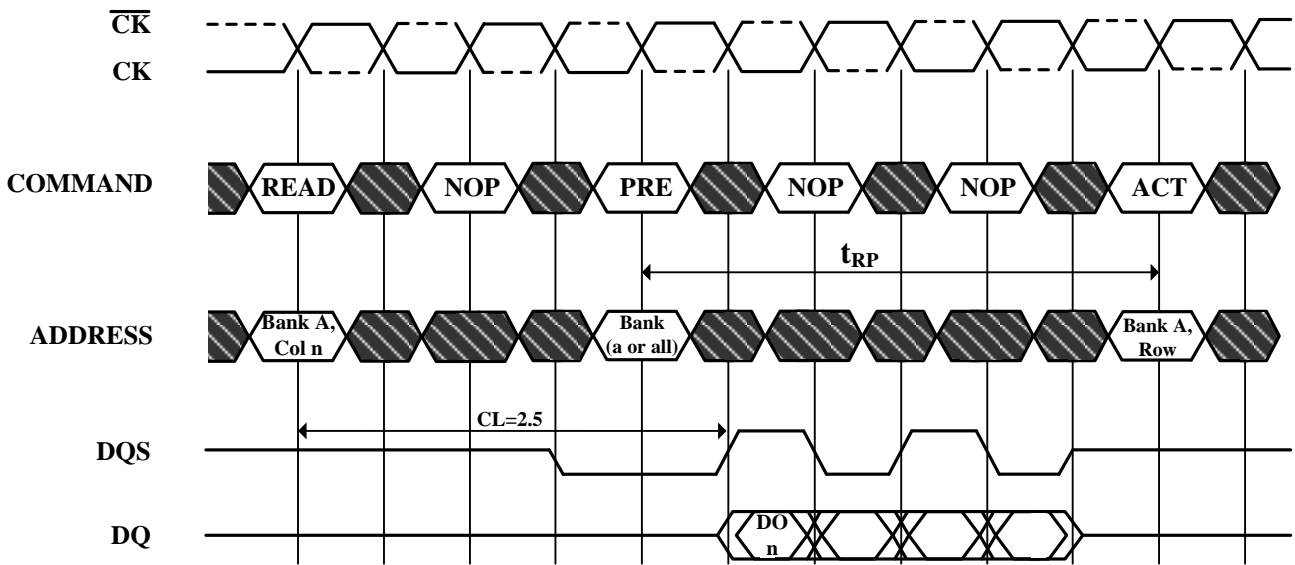 CK
CK
COMMAND
READ
NOP
PRE
NOP
NOP
ACT
tRP
ADDRESS
Bank A,
Col n
Bank
(a or all)
Bank A,
Row
CL=2.5
DQS
DQ
DO
n